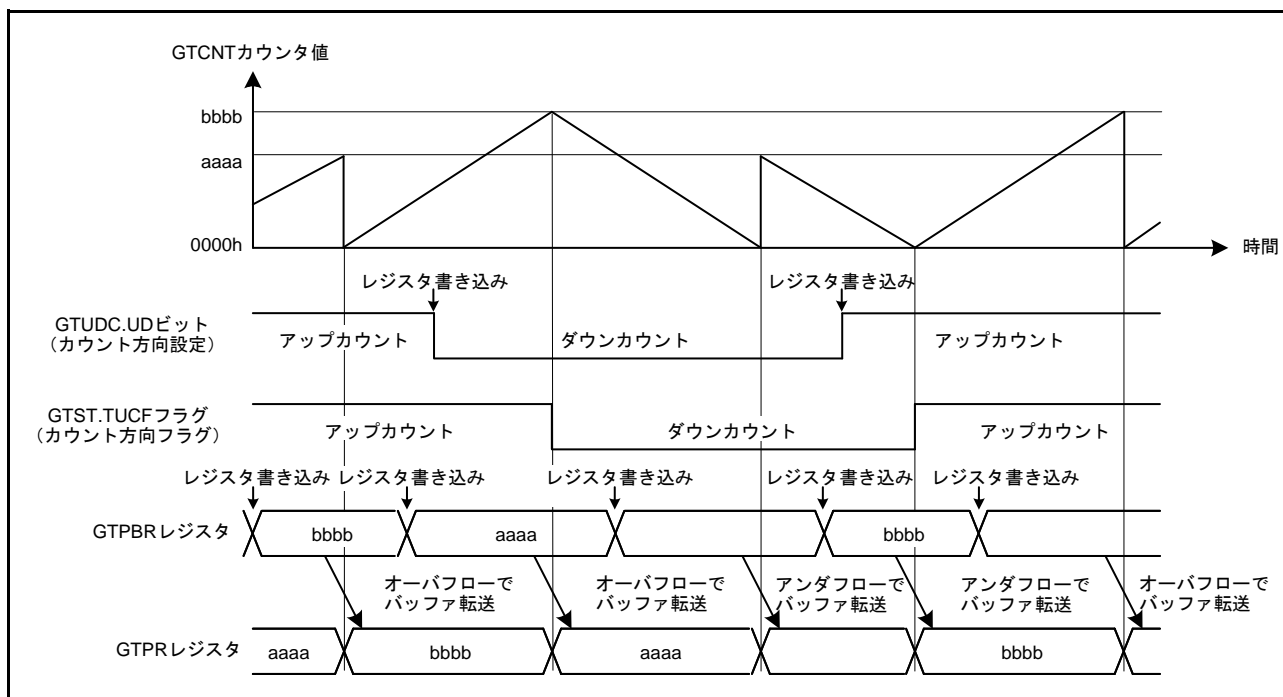 GTCNTカウンタ値
bbbb
aaaa
0000h
時間
レジスタ書き込み
レジスタ書き込み
GTUDC.UDビット
(カウント方向設定)
アップカウント
ダウンカウント
アップカウント
GTST.TUCFフラグ
(カウント方向フラグ)
アップカウント
ダウンカウント
アップカウント
レジスタ書き込み
レジスタ書き込み
レジスタ書き込み
レジスタ書き込み
レジスタ書き込み
GTPBRレジスタ
bbbb
aaaa
bbbb
オーバフローで
バッファ転送
オーバフローで
バッファ転送
アンダフローで
バッファ転送
アンダフローで
バッファ転送
オーバフローで
バッファ転送
GTPRレジスタ
aaaa
bbbb
aaaa
bbbb